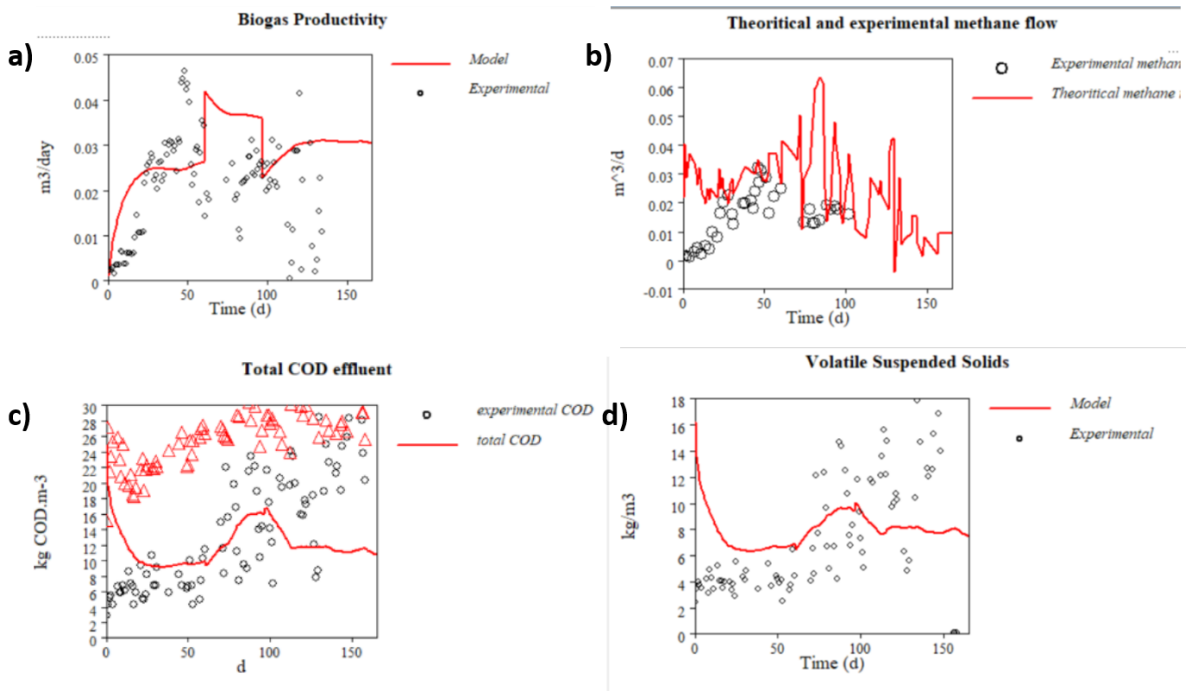 Biogas Productivity
a)
0.05
0.04
0.03
0.02
0.01
0
m3/day
0
50
100
150
Time (d)
Model
Experimental
Theoritical and experimental methane flow
b)
0.07
0.06
0.05
0.04
0.03
0.02
0.01
0
-0.01
m^3/d
0
50
100
150
Time (d)
Experimental methan
Theoritical methane
Total COD effluent
c)
30
28
26
24
22
20
18
16
14
12
10
8
6
4
2
0
kg COD.m-3
0
50
100
150
d
experimental COD
total COD
Volatile Suspended Solids
d)
18
16
14
12
10
8
6
4
2
0
kg/m3
0
50
100
150
Time (d)
Model
Experimental